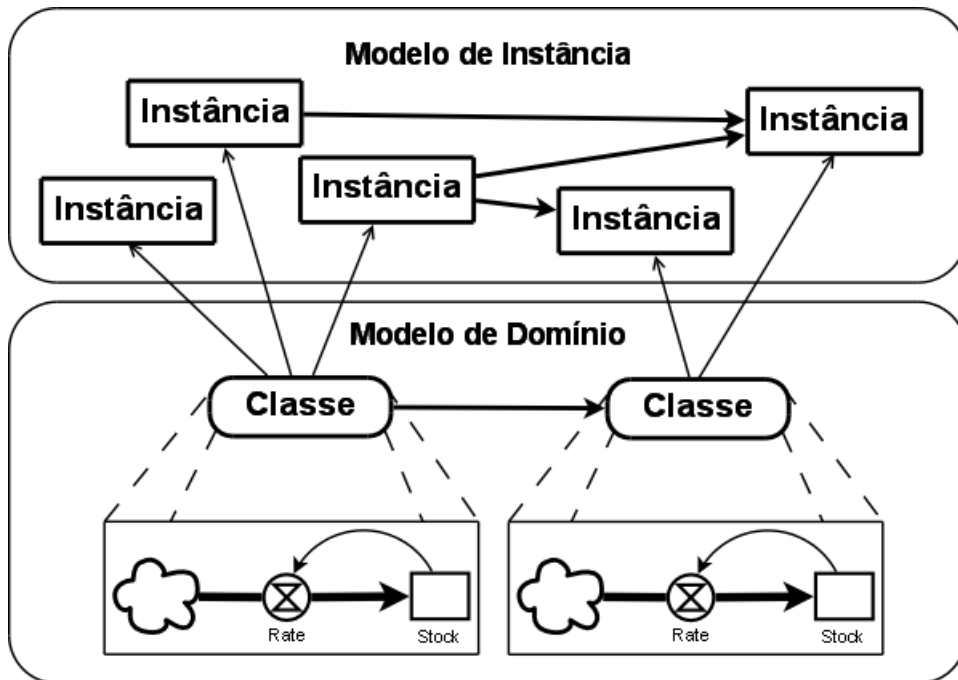 Modelo de Instância
Instância
Instância
Instância
Instância
Instância
Modelo de Domínio
Classe
Classe
Rate
Stock
Rate
Stock